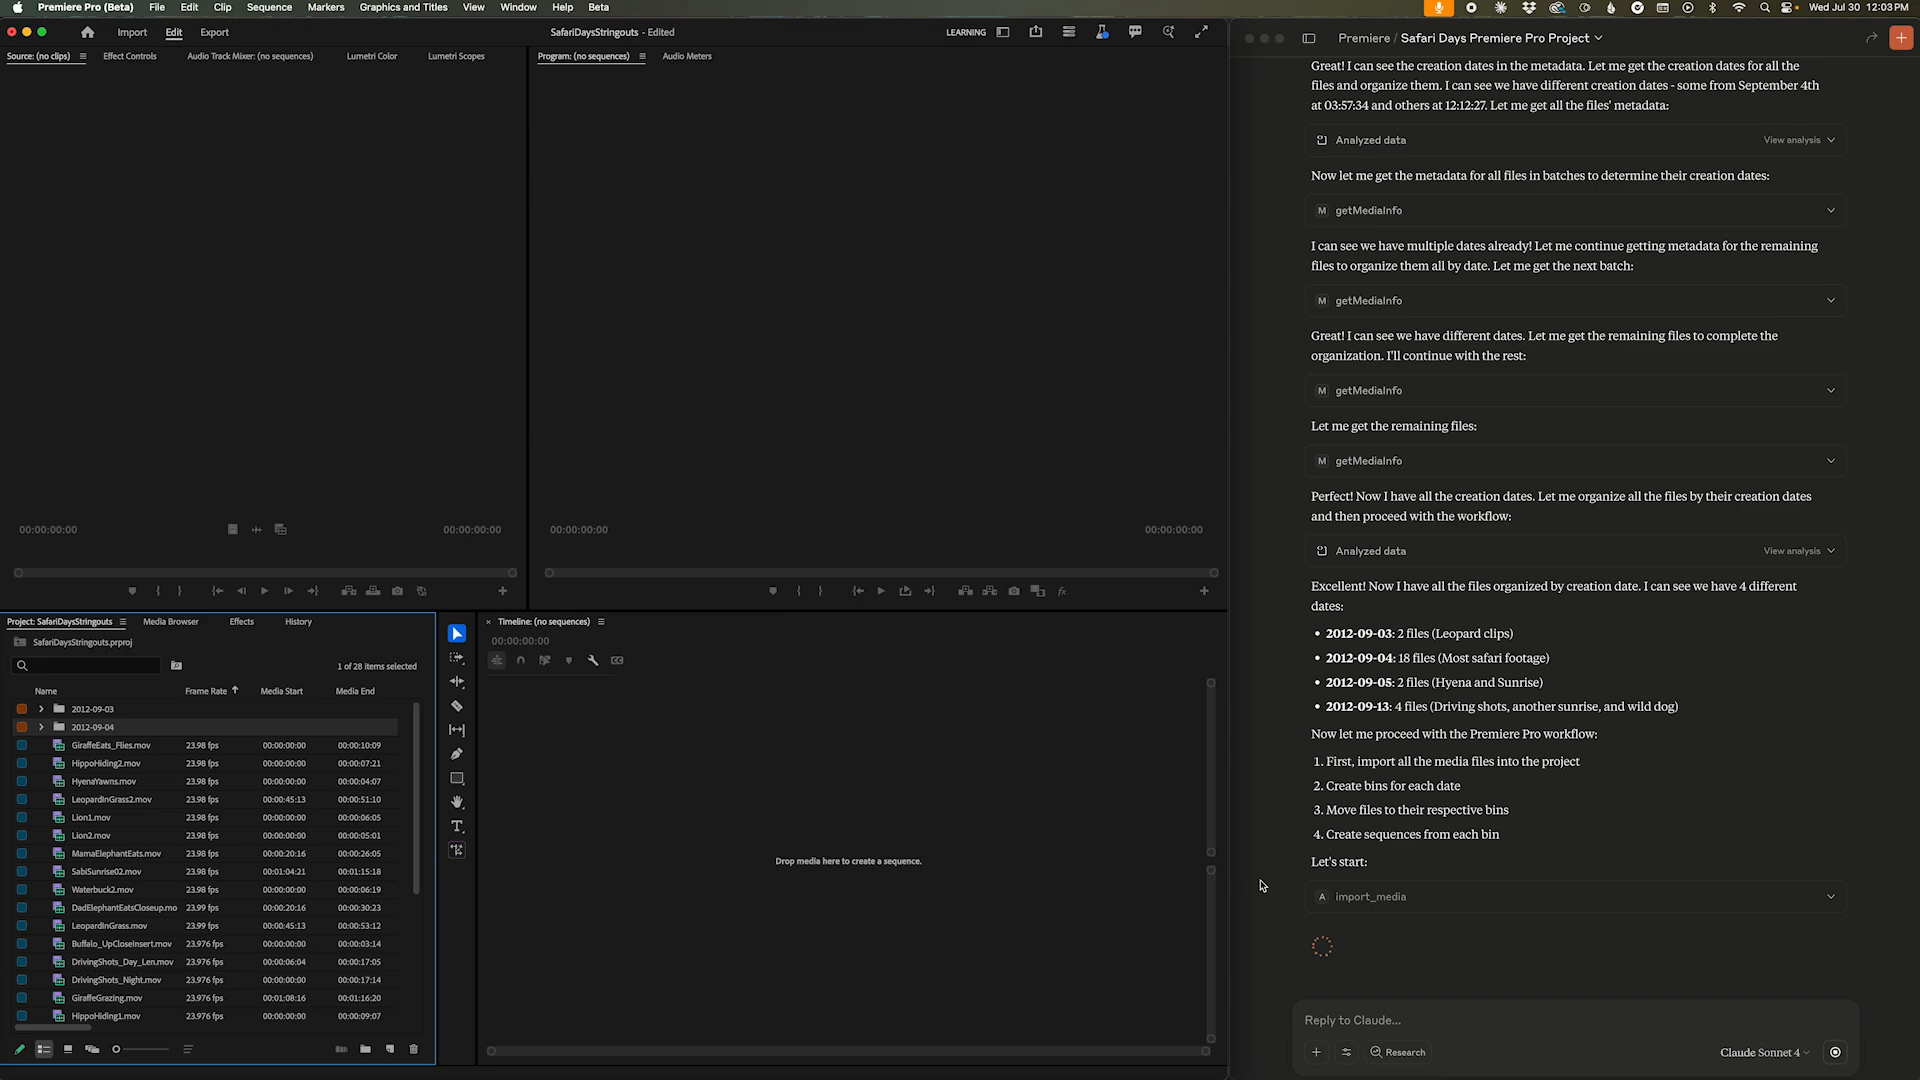 Premiere Pro (Beta) File Edit Clip Sequence Markers Graphics and Titles View Window Help Beta
Wed Jul 30 12:03 PM
Import Edit Export
SafariDaysStringouts - Edited
LEARNING
Source: (no clips) Effect Controls Audio Track Mixer: (no sequences) Lumetri Color Lumetri Scopes
Program: (no sequences) Audio Meters
00:00:00:00 00:00:00:00
00:00:00:00 00:00:00:00
fx
Project: SafariDaysStringouts Media Browser Effects History
SafariDaysStringouts.prproj
1 of 28 items selected
Name Frame Rate Media Start Media End
2012-09-03
2012-09-04
GiraffeEats_Flies.mov 23.98 fps 00:00:00:00 00:00:10:09
HippoHiding2.mov 23.98 fps 00:00:00:00 00:00:07:21
HyenaYawns.mov 23.98 fps 00:00:00:00 00:00:04:07
LeopardInGrass2.mov 23.98 fps 00:00:45:13 00:00:51:10
Lion1.mov 23.98 fps 00:00:00:00 00:00:06:05
Lion2.mov 23.98 fps 00:00:00:00 00:00:05:01
MamaElephantEats.mov 23.98 fps 00:00:20:16 00:00:26:05
SabiSunrise02.mov 23.98 fps 00:01:04:21 00:01:15:18
Waterbuck2.mov 23.98 fps 00:00:00:00 00:00:06:19
DadElephantEatsCloseup.mo 23.99 fps 00:00:20:16 00:00:30:23
LeopardInGrass.mov 23.99 fps 00:00:45:13 00:00:53:12
Buffalo_UpCloseInsert.mov 23.976 fps 00:00:00:00 00:00:03:14
DrivingShots_Day_Len.mov 23.976 fps 00:00:06:04 00:00:17:05
DrivingShots_Night.mov 23.976 fps 00:00:00:00 00:00:17:14
GiraffeGrazing.mov 23.976 fps 00:01:08:16 00:01:16:20
HippoHiding1.mov 23.976 fps 00:00:00:00 00:00:09:07
Timeline: (no sequences)
00:00:00:00
Drop media here to create a sequence.
Premiere / Safari Days Premiere Pro Project
Great! I can see the creation dates in the metadata. Let me get the creation dates for all the
files and organize them. I can see we have different creation dates - some from September 4th
at 03:57:34 and others at 12:12:27. Let me get all the files' metadata:
Analyzed data View analysis
Now let me get the metadata for all files in batches to determine their creation dates:
M getMediaInfo
I can see we have multiple dates already! Let me continue getting metadata for the remaining
files to organize them all by date. Let me get the next batch:
M getMediaInfo
Great! I can see we have different dates. Let me get the remaining files to complete the
organization. I'll continue with the rest:
M getMediaInfo
Let me get the remaining files:
M getMediaInfo
Perfect! Now I have all the creation dates. Let me organize all the files by their creation dates
and then proceed with the workflow:
Analyzed data View analysis
Excellent! Now I have all the files organized by creation date. I can see we have 4 different
dates:
• 2012-09-03: 2 files (Leopard clips)
• 2012-09-04: 18 files (Most safari footage)
• 2012-09-05: 2 files (Hyena and Sunrise)
• 2012-09-13: 4 files (Driving shots, another sunrise, and wild dog)
Now let me proceed with the Premiere Pro workflow:
1. First, import all the media files into the project
2. Create bins for each date
3. Move files to their respective bins
4. Create sequences from each bin
Let's start:
A import_media
Reply to Claude...
Research
Claude Sonnet 4